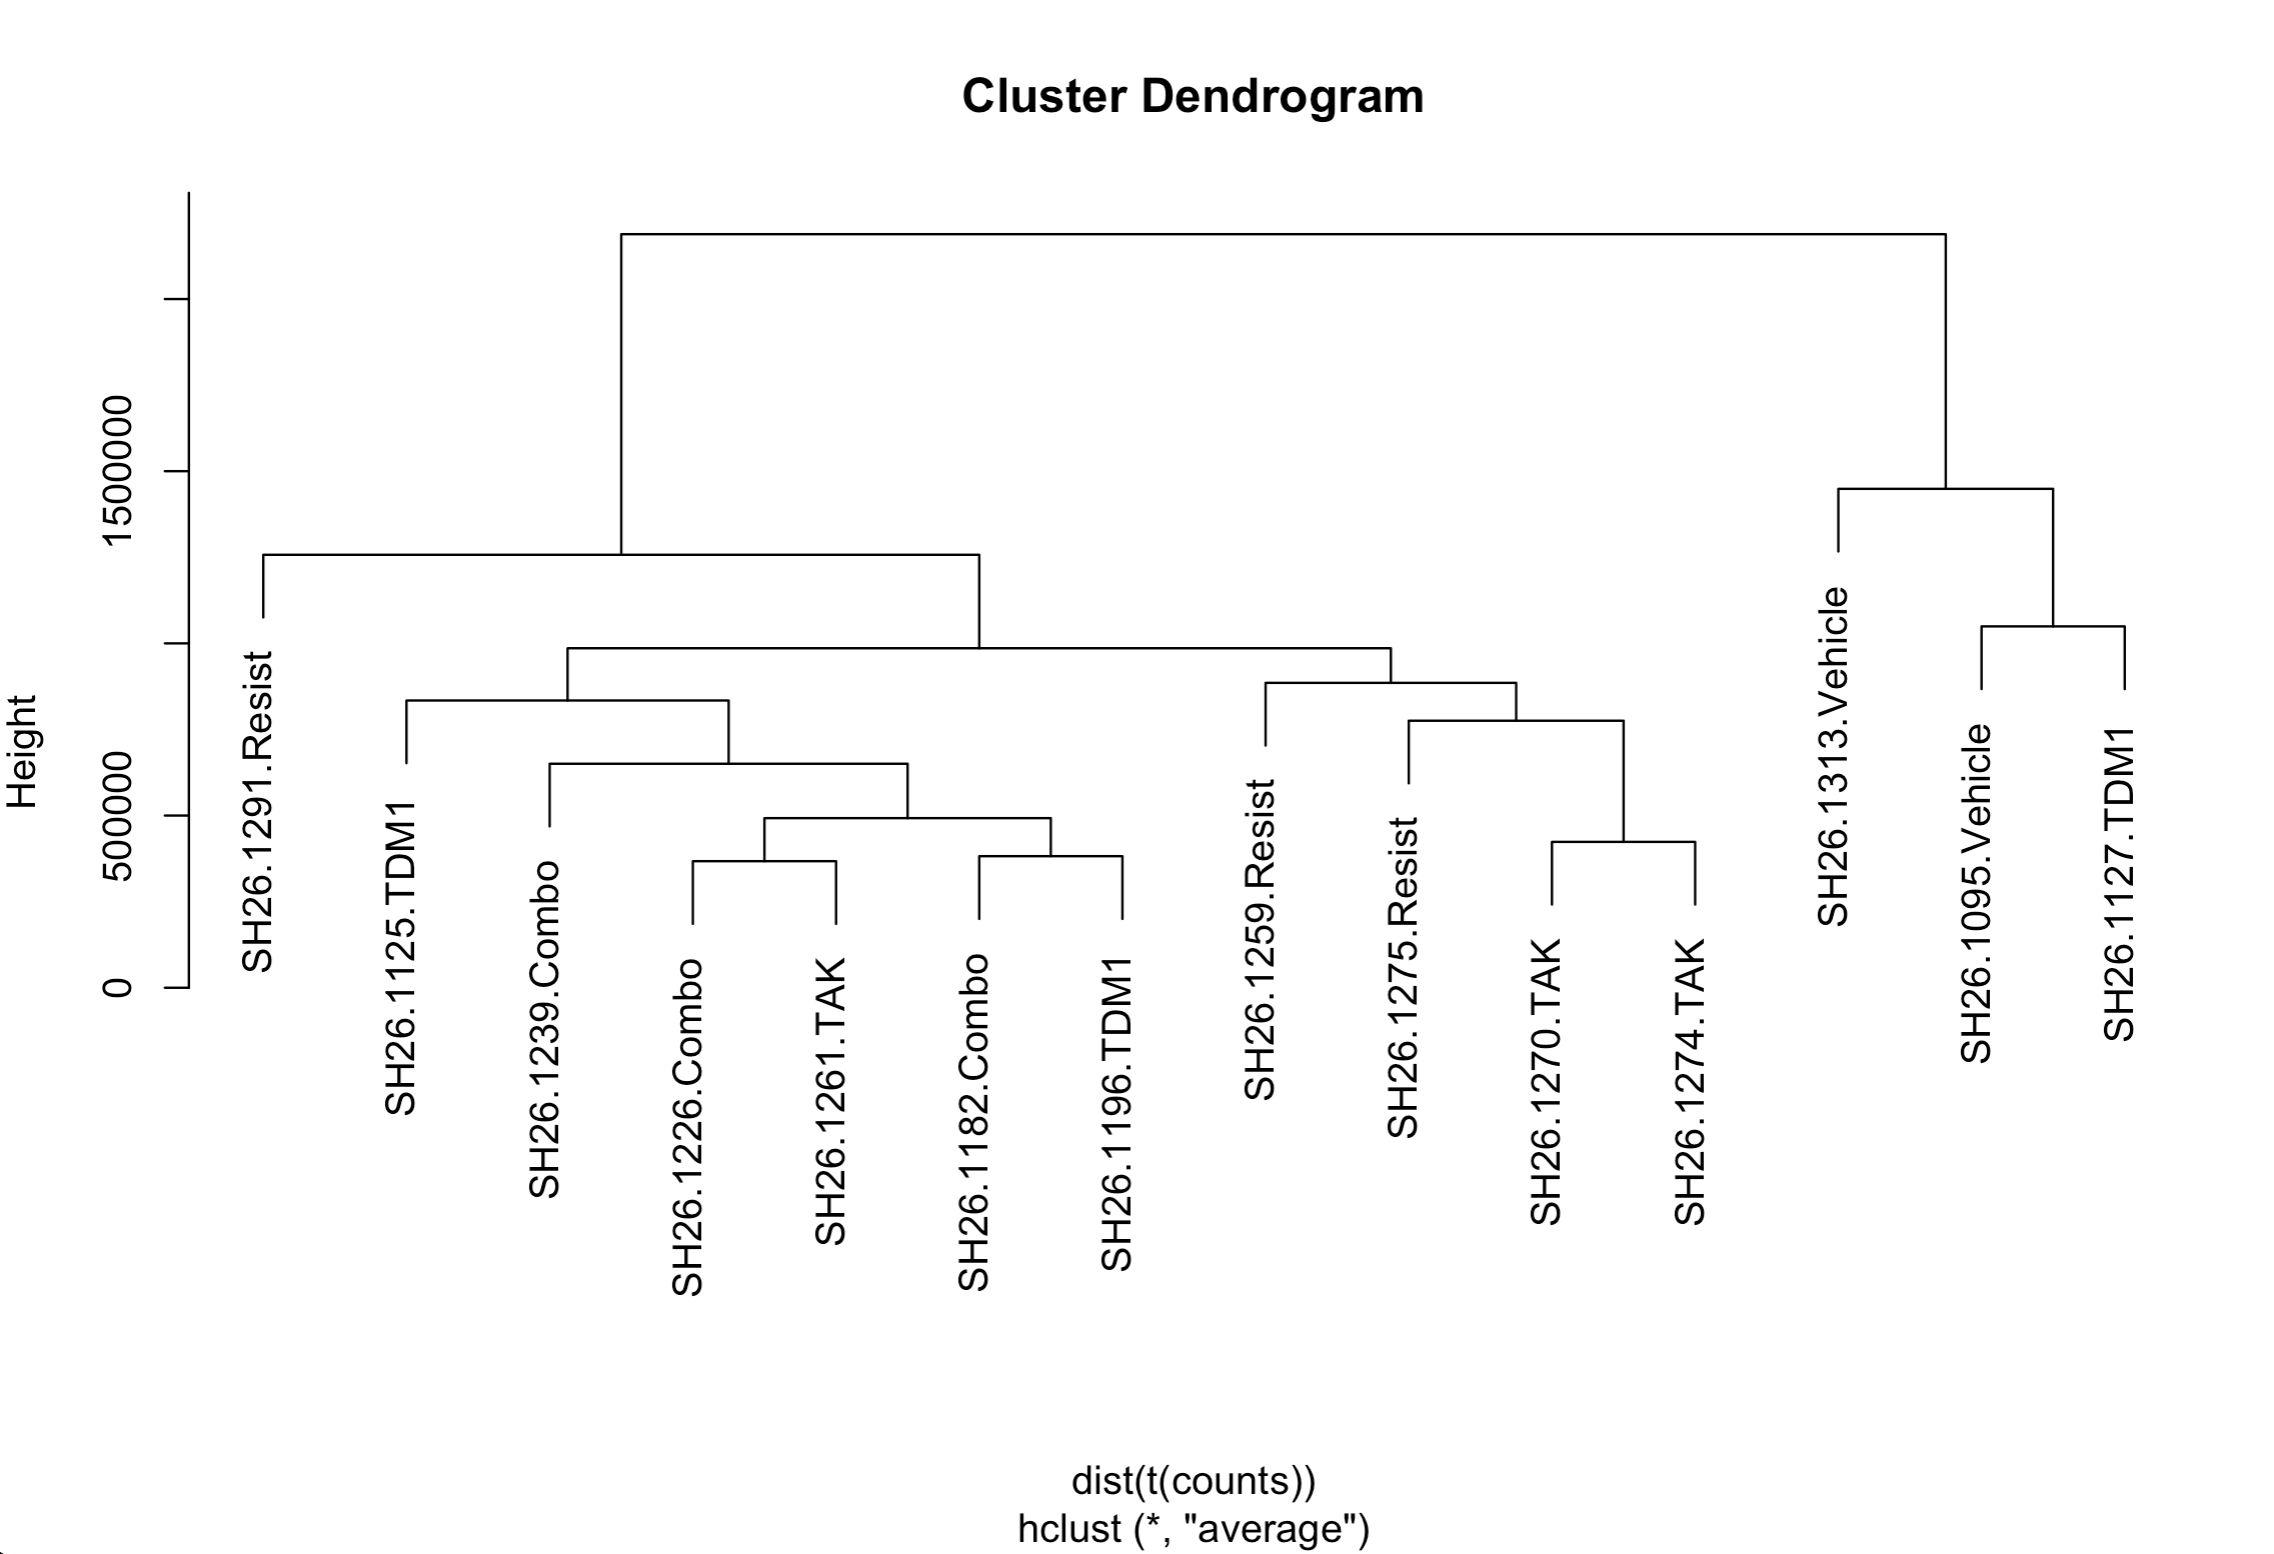 Cluster Dendrogram
Height
0
500000
1500000
SH26.1291.Resist
SH26.1125.TDM1
SH26.1239.Combo
SH26.1226.Combo
SH26.1261.TAK
SH26.1182.Combo
SH26.1196.TDM1
SH26.1259.Resist
SH26.1275.Resist
SH26.1270.TAK
SH26.1274.TAK
SH26.1313.Vehicle
SH26.1095.Vehicle
SH26.1127.TDM1
dist(t(counts))
hclust (*, "average")